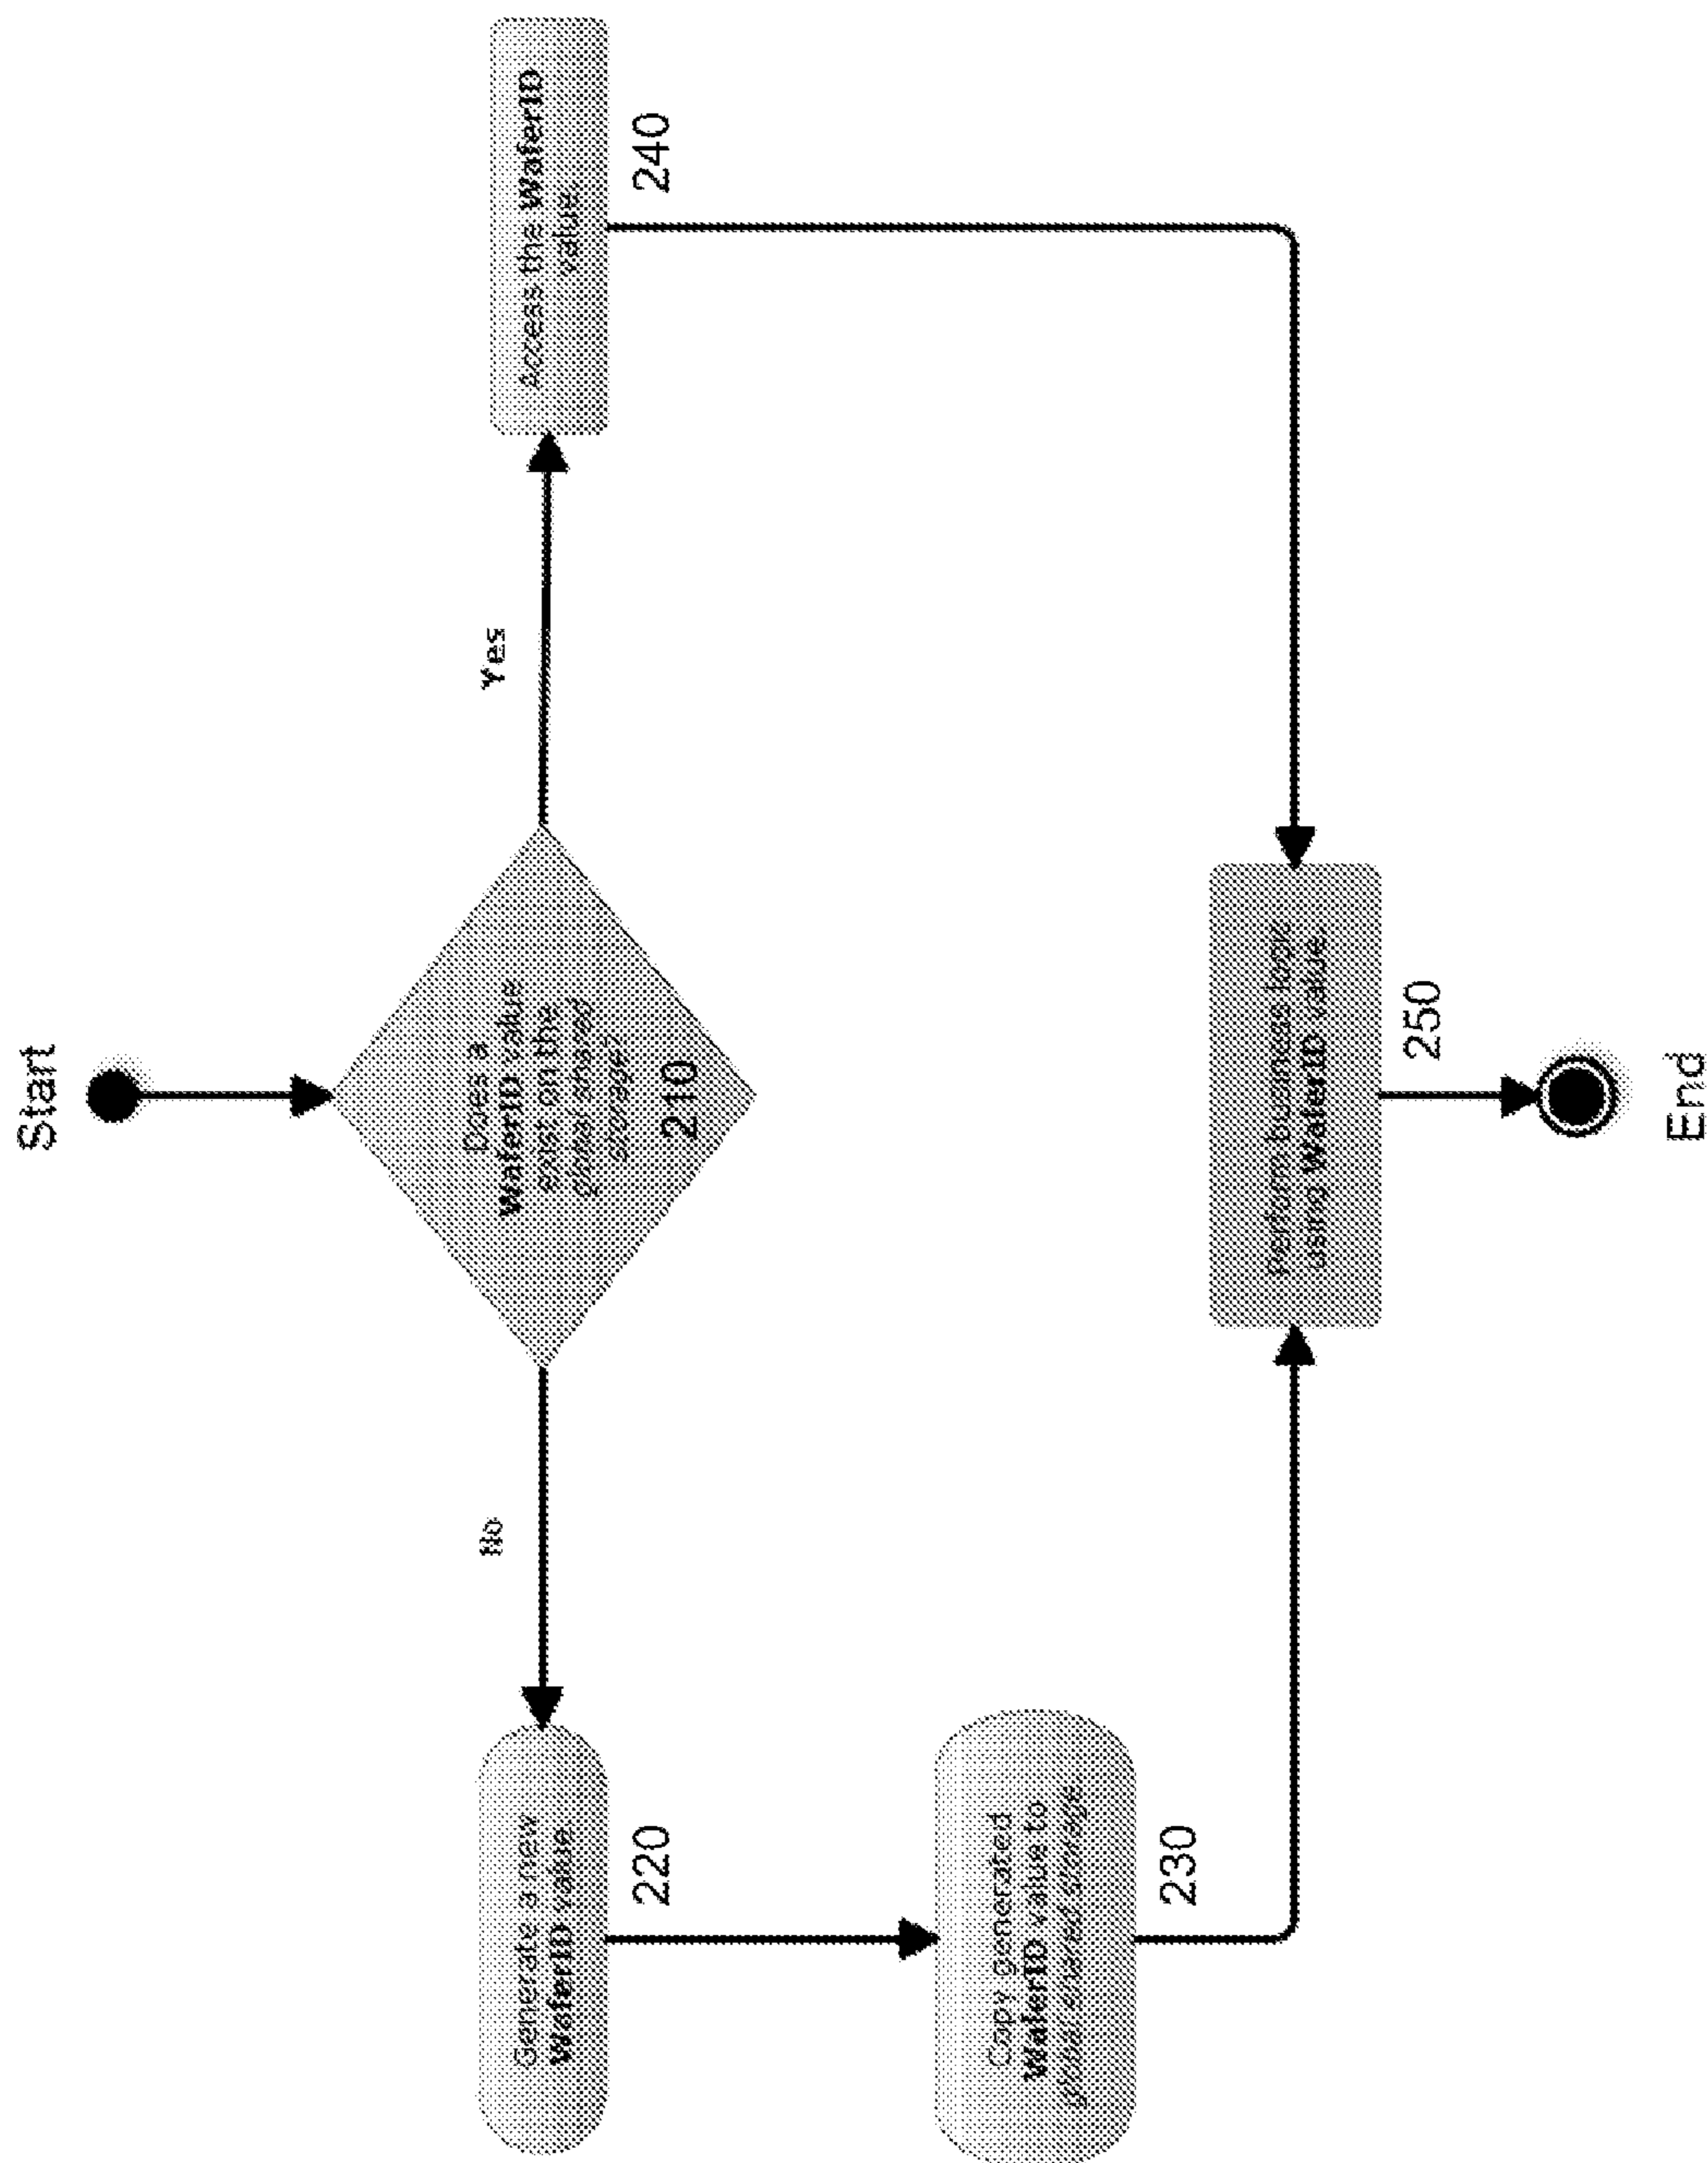 Start
Does a
WaferID value
exist on the
global shared
storage?
210
No
Yes
Generate a new
WaferID value
220
Access the WaferID
value.
240
Copy generated
WaferID value to
global shared storage
230
Perform business logic
using WaferID value.
250
End